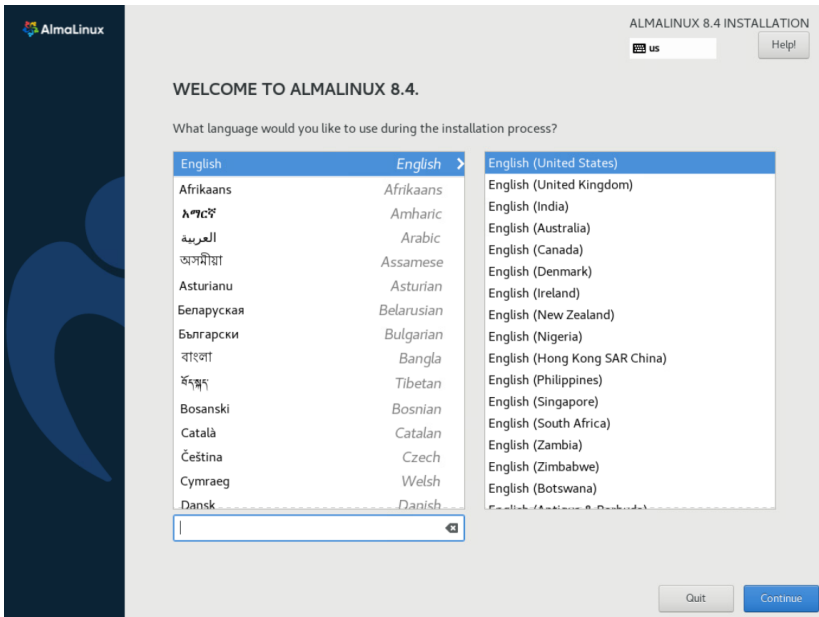 AlmaLinux
ALMALINUX 8.4 INSTALLATION
us
Help!
WELCOME TO ALMALINUX 8.4.
What language would you like to use during the installation process?
English English
Afrikaans Afrikaans
አማርኛ Amharic
العربية Arabic
অসমীয়া Assamese
Asturianu Asturian
Беларуская Belarusian
Български Bulgarian
বাংলা Bangla
བོད་སྐད་ Tibetan
Bosanski Bosnian
Català Catalan
Čeština Czech
Cymraeg Welsh
Dansk Danish
English (United States)
English (United Kingdom)
English (India)
English (Australia)
English (Canada)
English (Denmark)
English (Ireland)
English (New Zealand)
English (Nigeria)
English (Hong Kong SAR China)
English (Philippines)
English (Singapore)
English (South Africa)
English (Zambia)
English (Zimbabwe)
English (Botswana)
English (Antigua & Barbuda)
Quit
Continue